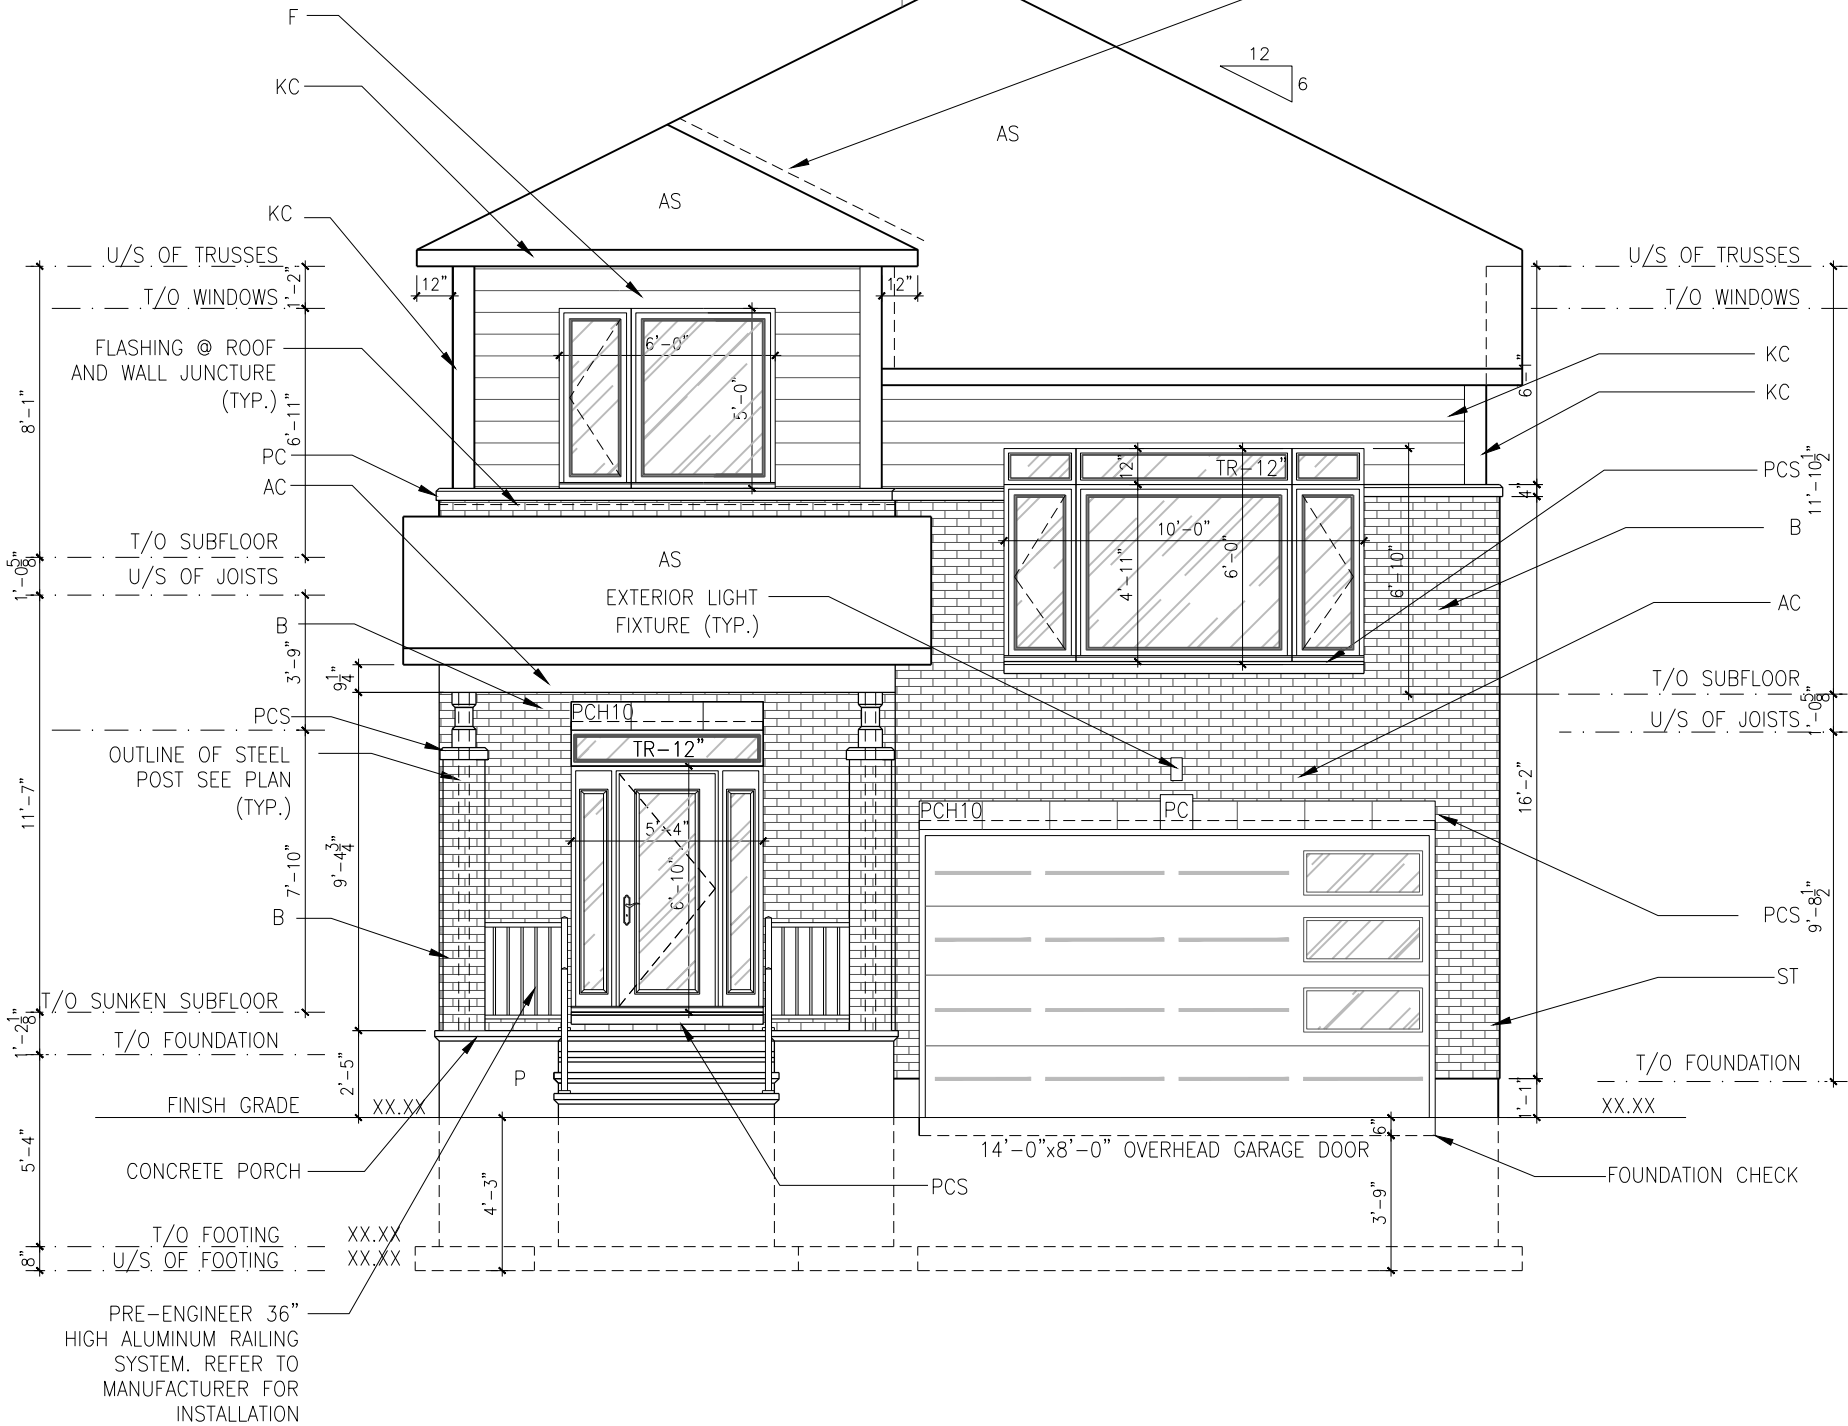 F
12
6
KC
AS
AS
KC
U/S OF TRUSSES
U/S OF TRUSSES
12"
12"
1'-2"
T/O WINDOWS
T/O WINDOWS
FLASHING @ ROOF
AND WALL JUNCTURE
(TYP.)
6'-0"
5'-0"
KC
KC
6'-1"
8'-1"
6'-11"
PC
AC
12"
TR-12"
PCS
4"
11'-10 1/2"
B
10'-0"
4'-11"
6'-0"
6'-10"
T/O SUBFLOOR
U/S OF JOISTS
1'-0 5/8"
AS
EXTERIOR LIGHT
FIXTURE (TYP.)
AC
B
3'-9"
9 1/4"
T/O SUBFLOOR
U/S OF JOISTS
1'-0 5/8"
PCS
PCH10
TR-12"
OUTLINE OF STEEL
POST SEE PLAN
(TYP.)
11'-7"
7'-10"
9'-4 3/4"
5'-4"
6'-10"
PCH10
PC
16'-2"
PCS
9'-8 1/2"
B
ST
T/O SUNKEN SUBFLOOR
1'-2 1/8"
T/O FOUNDATION
T/O FOUNDATION
2'-5"
P
1'-1"
FINISH GRADE
XX.XX
XX.XX
6"
14'-0"x8'-0" OVERHEAD GARAGE DOOR
5'-4"
CONCRETE PORCH
4'-3"
PCS
3'-9"
FOUNDATION CHECK
T/O FOOTING
XX.XX
U/S OF FOOTING
XX.XX
8"
PRE-ENGINEER 36"
HIGH ALUMINUM RAILING
SYSTEM. REFER TO
MANUFACTURER FOR
INSTALLATION